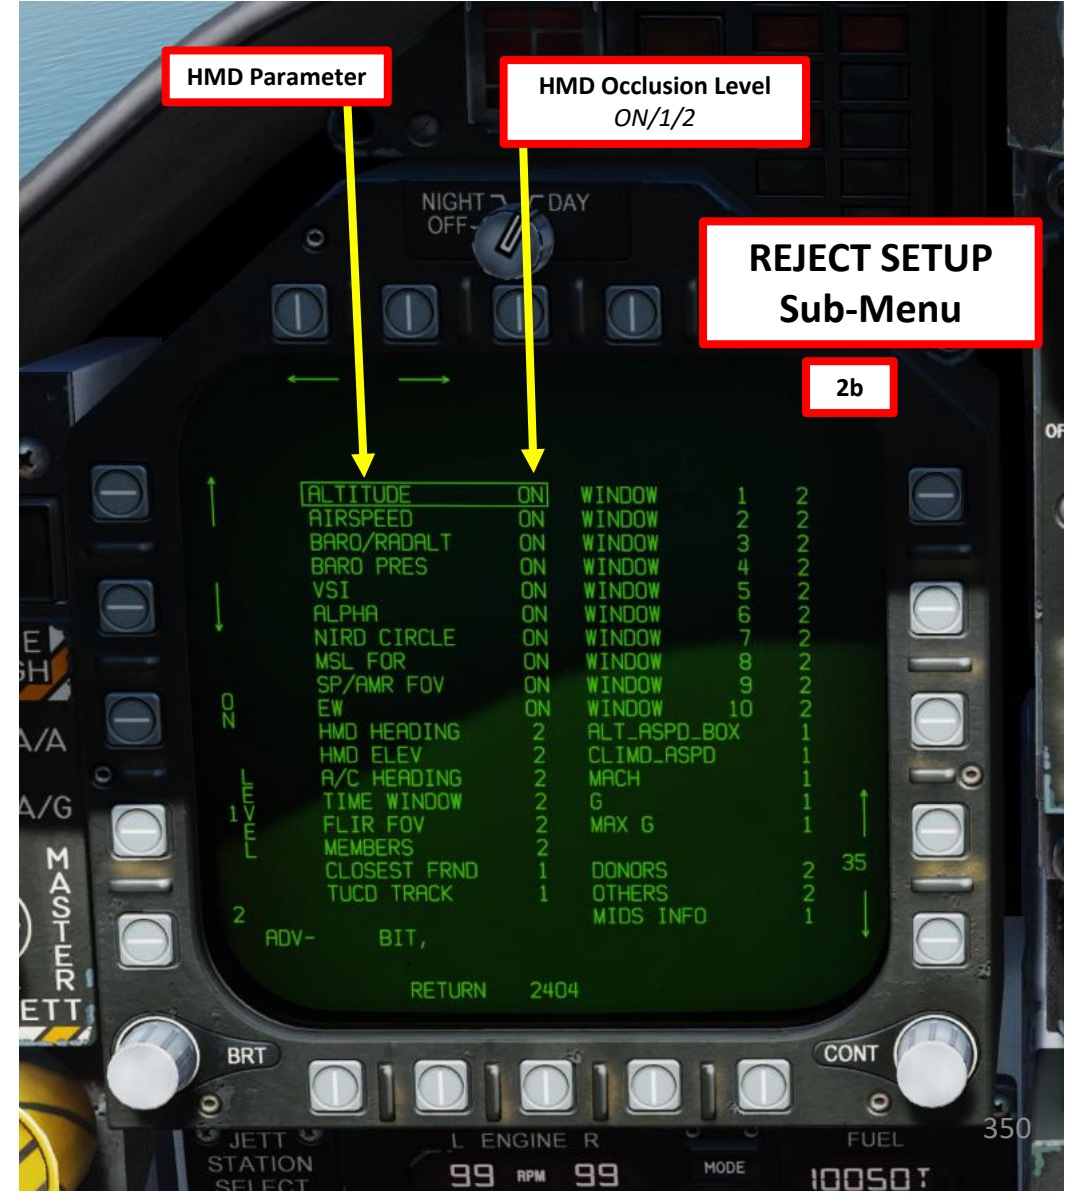 HMD Parameter
HMD Occlusion Level
ON/1/2
NIGHT DAY
OFF
REJECT SETUP
Sub-Menu
2b
ALTITUDE ON WINDOW 1 2
AIRSPEED ON WINDOW 2 2
BARO/RADALT ON WINDOW 3 2
BARO PRES ON WINDOW 4 2
VSI ON WINDOW 5 2
ALPHA ON WINDOW 6 2
NIRD CIRCLE ON WINDOW 7 2
MSL FOR ON WINDOW 8 2
SP/AMR FOV ON WINDOW 9 2
EW ON WINDOW 10 2
HMD HEADING 2 ALT_ASPD_BOX 1
HMD ELEV 2 CLIMD_ASPD 1
A/C HEADING 2 MACH 1
TIME WINDOW 2 G 1
FLIR FOV 2 MAX G 1
MEMBERS 2
CLOSEST FRND 1 DONORS 2
TUCD TRACK 1 OTHERS 2
MIDS INFO 1
ON
LEVEL
1
2
35
ADV- BIT,
RETURN 2404
A/A
A/G
MASTER
ETT
BRT
CONT
350
JETT
STATION
SELECT
L ENGINE R
99 RPM 99
MODE
FUEL
10050T